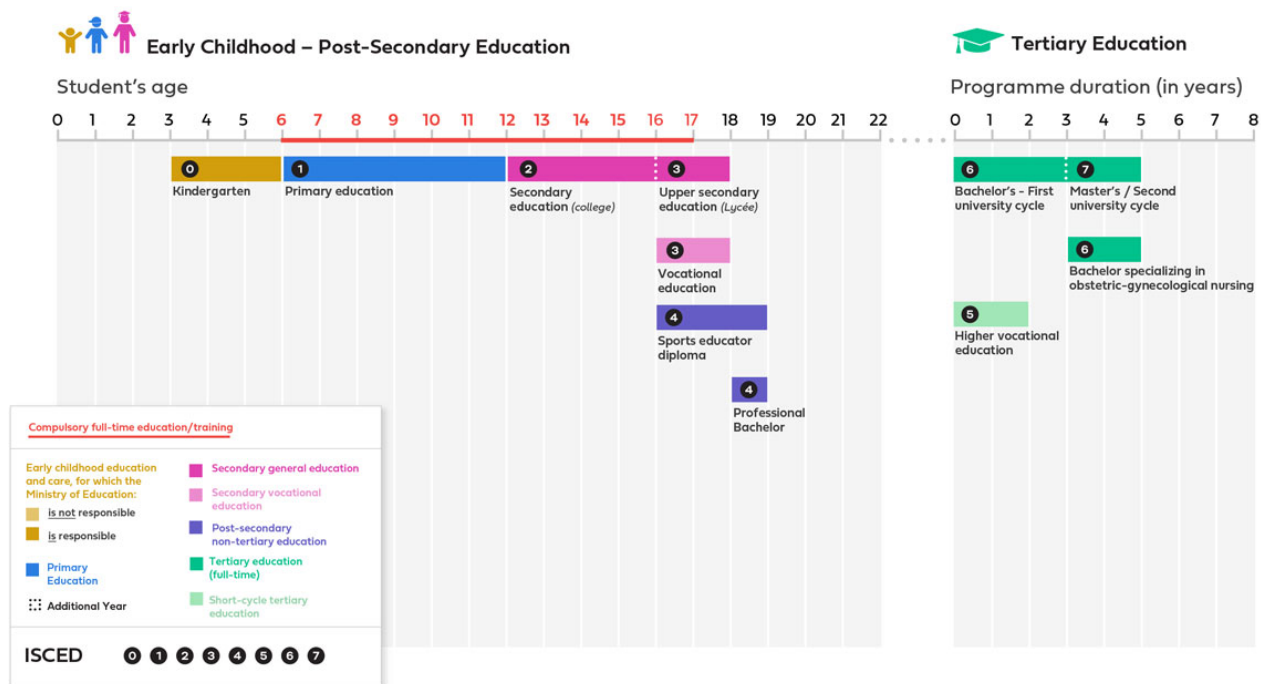 Early Childhood – Post-Secondary Education
Tertiary Education
Student's age
Programme duration (in years)
0 1 2 3 4 5 6 7 8 9 10 11 12 13 14 15 16 17 18 19 20 21 22
0 1 2 3 4 5 6 7 8
0
Kindergarten
1
Primary education
2
Secondary
education (college)
3
Upper secondary
education (Lycée)
3
Vocational
education
4
Sports educator
diploma
4
Professional
Bachelor
6
Bachelor's - First
university cycle
7
Master's / Second
university cycle
6
Bachelor specializing in
obstetric-gynecological nursing
5
Higher vocational
education
Compulsory full-time education/training
Early childhood education
and care, for which the
Ministry of Education:
is not responsible
is responsible
Primary
Education
Additional Year
Secondary general education
Secondary vocational
education
Post-secondary
non-tertiary education
Tertiary education
(full-time)
Short-cycle tertiary
education
ISCED 0 1 2 3 4 5 6 7